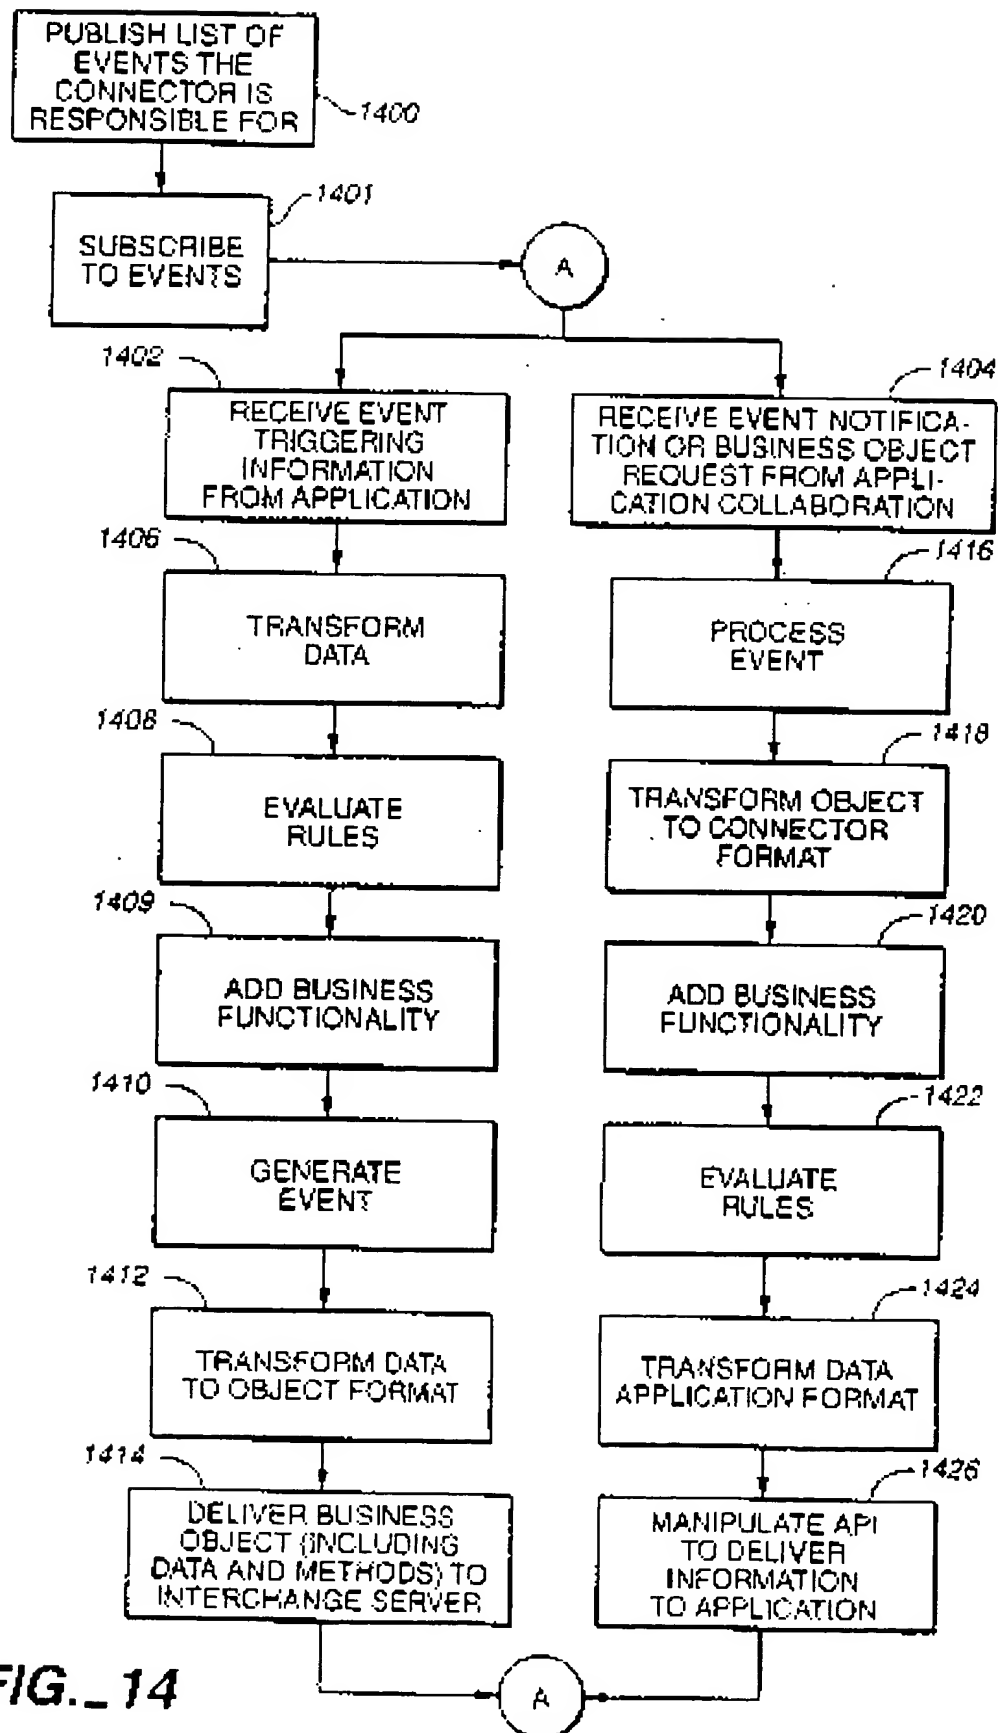 PUBLISH LIST OF
EVENTS THE
CONNECTOR IS
RESPONSIBLE FOR
1400
1401
SUBSCRIBE
TO EVENTS
A
1402
RECEIVE EVENT
TRIGGERING
INFORMATION
FROM APPLICATION
1404
RECEIVE EVENT NOTIFICA-
TION OR BUSINESS OBJECT
REQUEST FROM APPLI-
CATION COLLABORATION
1406
TRANSFORM
DATA
1416
PROCESS
EVENT
1408
EVALUATE
RULES
1418
TRANSFORM OBJECT
TO CONNECTOR
FORMAT
1409
ADD BUSINESS
FUNCTIONALITY
1420
ADD BUSINESS
FUNCTIONALITY
1410
GENERATE
EVENT
1422
EVALUATE
RULES
1412
TRANSFORM DATA
TO OBJECT FORMAT
1424
TRANSFORM DATA
APPLICATION FORMAT
1414
DELIVER BUSINESS
OBJECT (INCLUDING
DATA AND METHODS) TO
INTERCHANGE SERVER
1426
MANIPULATE API
TO DELIVER
INFORMATION
TO APPLICATION
A
FIG._14